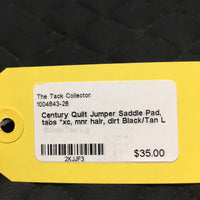 The Tack Collector
1004843-28
Century Quilt Jumper Saddle Pad,
tabs *xc, mnr hair, dirt Black/Tan L
2KJJF3
$35.00